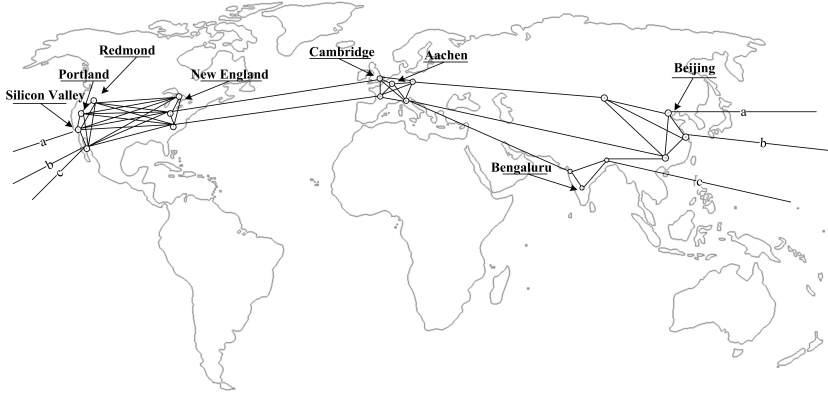 Redmond
Cambridge
Aachen
Portland
New England
Beijing
Silicon Valley
a
a
b
b
c
Bengaluru
c